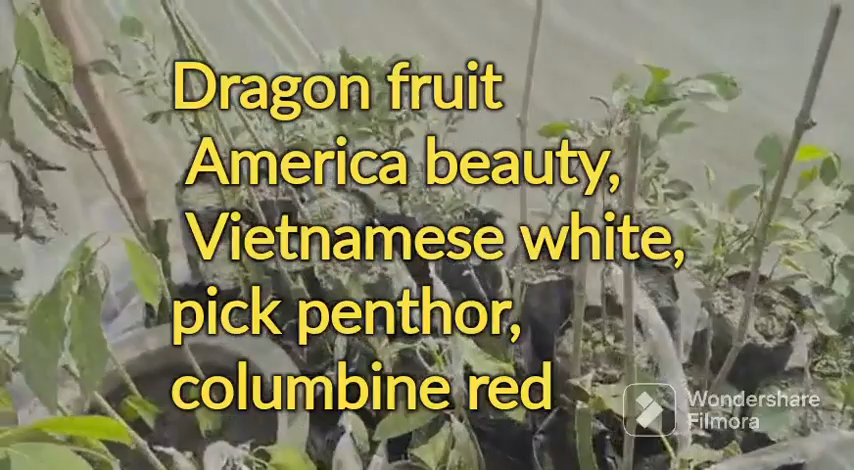 Dragon fruit
America beauty,
Vietnamese white,
pick penthor,
columbine red
Wondershare
Filmora